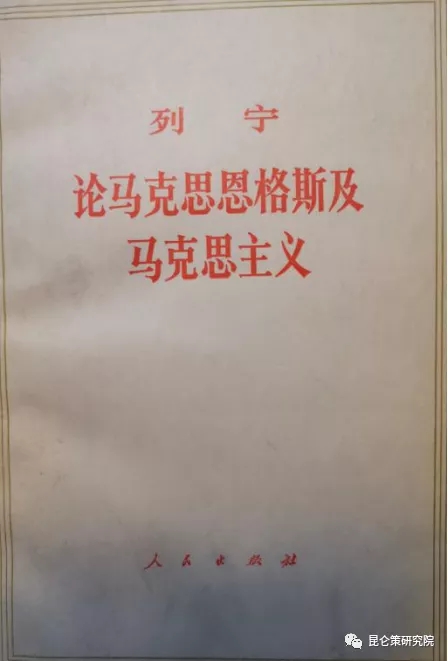 列 宁
论马克思恩格斯及
马克思主义
人民出版社
昆仑策研究院